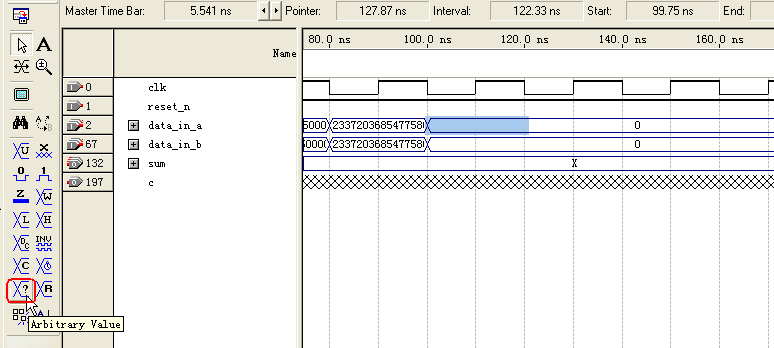 Master Time Bar: 5.541 ns Pointer: 127.87 ns Interval: 122.33 ns Start: 99.75 ns End:
A
Name
80.0 ns 100.0 ns 120.0 ns 140.0 ns 160.0 ns
0 clk
1 reset_n
2 data_in_a 233720368547758 0
67 data_in_b 233720368547758 0
132 sum X
197 c
U X
0 1
Z W
L H
DC INV
C
? R
Arbitrary Value